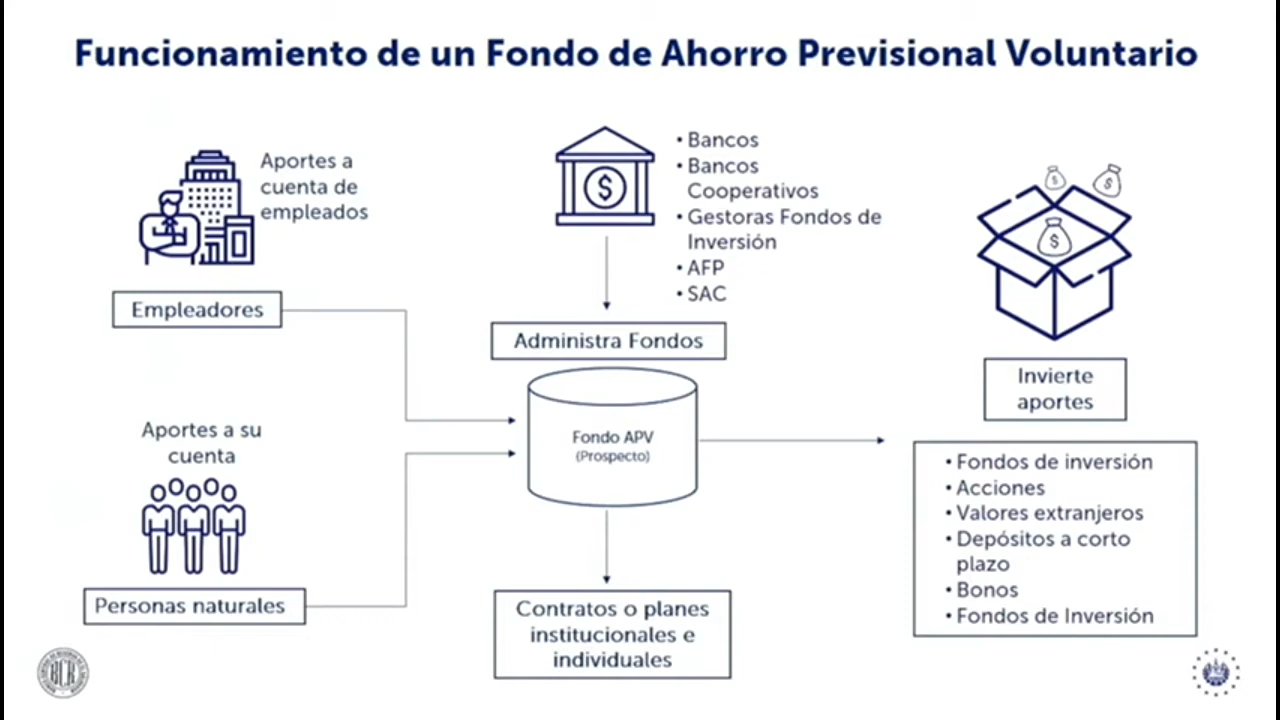 Funcionamiento de un Fondo de Ahorro Previsional Voluntario
Aportes a
cuenta de
empleados
Empleadores
Aportes a su
cuenta
Personas naturales
• Bancos
• Bancos
Cooperativos
• Gestoras Fondos de
Inversión
• AFP
• SAC
Administra Fondos
Fondo APV
(Prospecto)
Contratos o planes
institucionales e
individuales
Invierte
aportes
• Fondos de inversión
• Acciones
• Valores extranjeros
• Depósitos a corto
plazo
• Bonos
• Fondos de Inversión
BCR